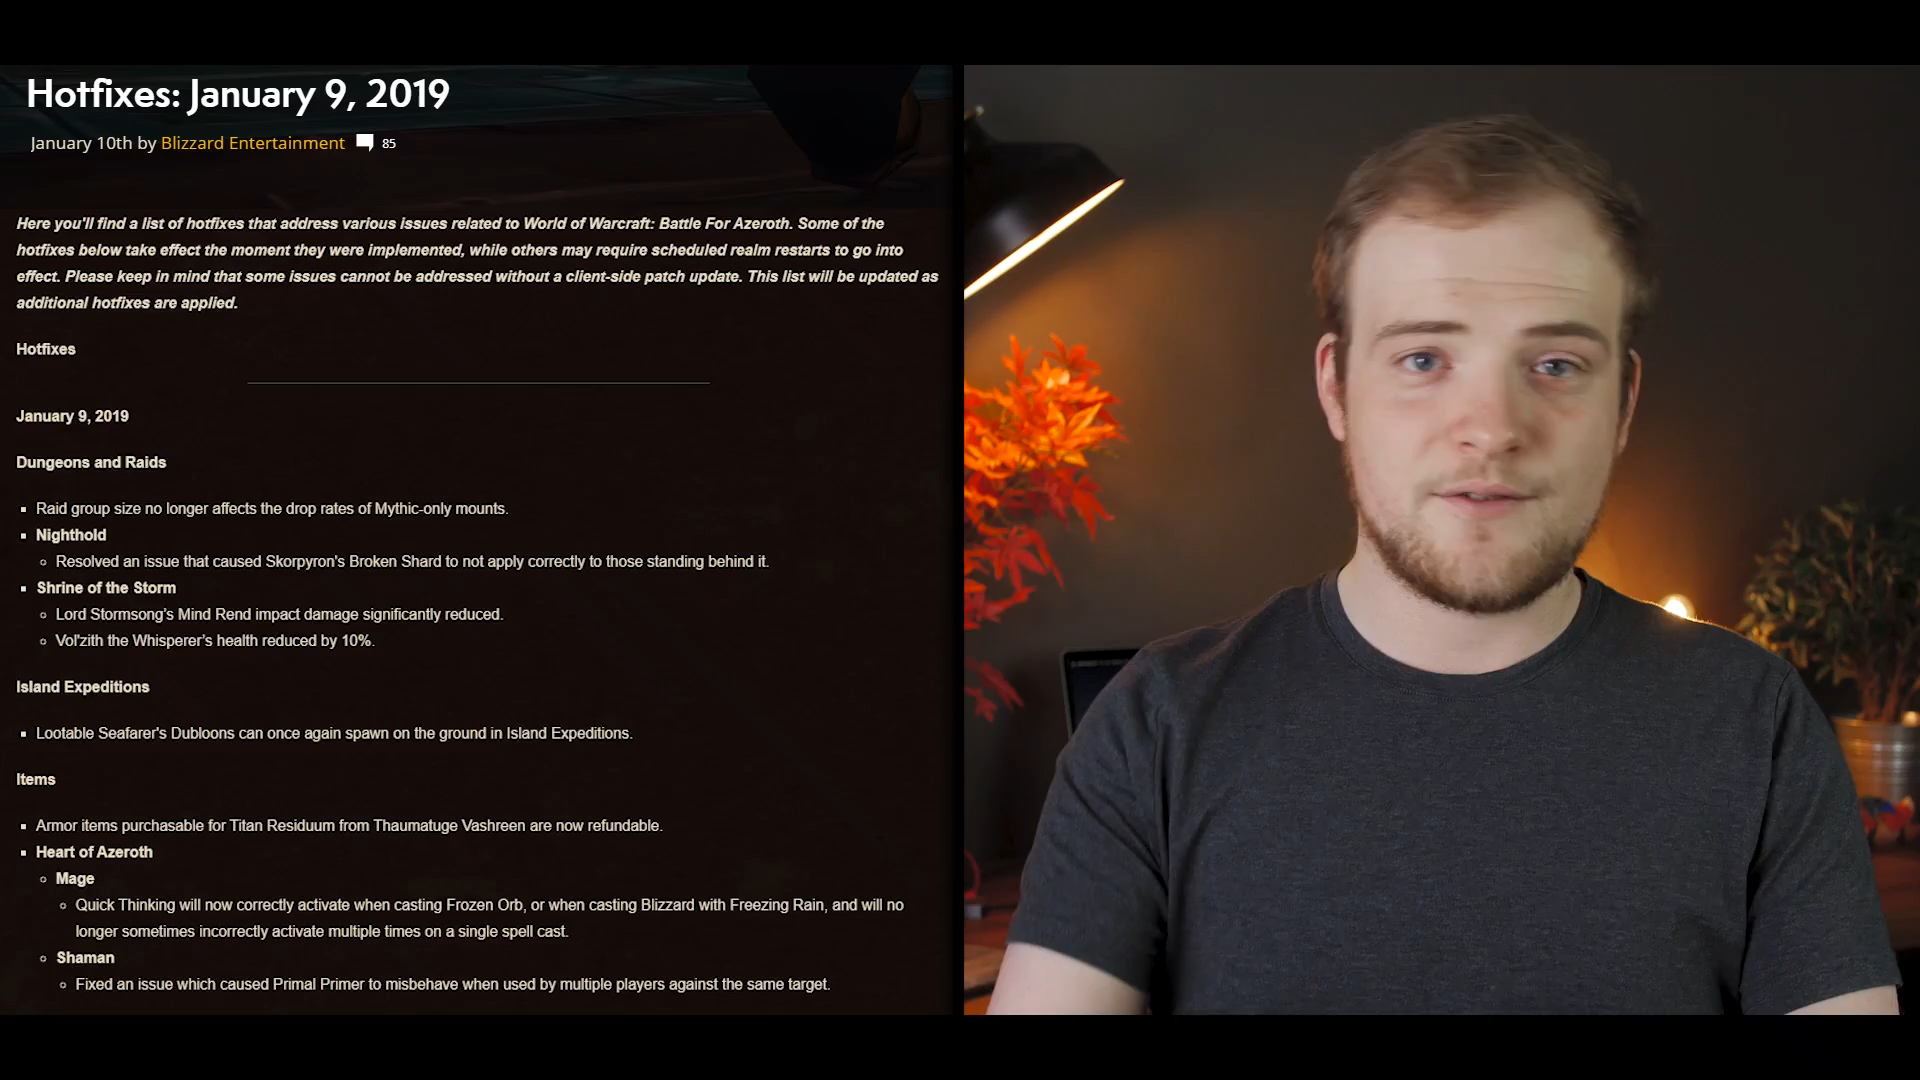 Hotfixes: January 9, 2019
January 10th by Blizzard Entertainment 85
Here you'll find a list of hotfixes that address various issues related to World of Warcraft: Battle For Azeroth. Some of the
hotfixes below take effect the moment they were implemented, while others may require scheduled realm restarts to go into
effect. Please keep in mind that some issues cannot be addressed without a client-side patch update. This list will be updated as
additional hotfixes are applied.
Hotfixes
January 9, 2019
Dungeons and Raids
Raid group size no longer affects the drop rates of Mythic-only mounts.
Nighthold
Resolved an issue that caused Skorpyron's Broken Shard to not apply correctly to those standing behind it.
Shrine of the Storm
Lord Stormsong's Mind Rend impact damage significantly reduced.
Vol'zith the Whisperer's health reduced by 10%.
Island Expeditions
Lootable Seafarer's Dubloons can once again spawn on the ground in Island Expeditions.
Items
Armor items purchasable for Titan Residuum from Thaumatuge Vashreen are now refundable.
Heart of Azeroth
Mage
Quick Thinking will now correctly activate when casting Frozen Orb, or when casting Blizzard with Freezing Rain, and will no
longer sometimes incorrectly activate multiple times on a single spell cast.
Shaman
Fixed an issue which caused Primal Primer to misbehave when used by multiple players against the same target.